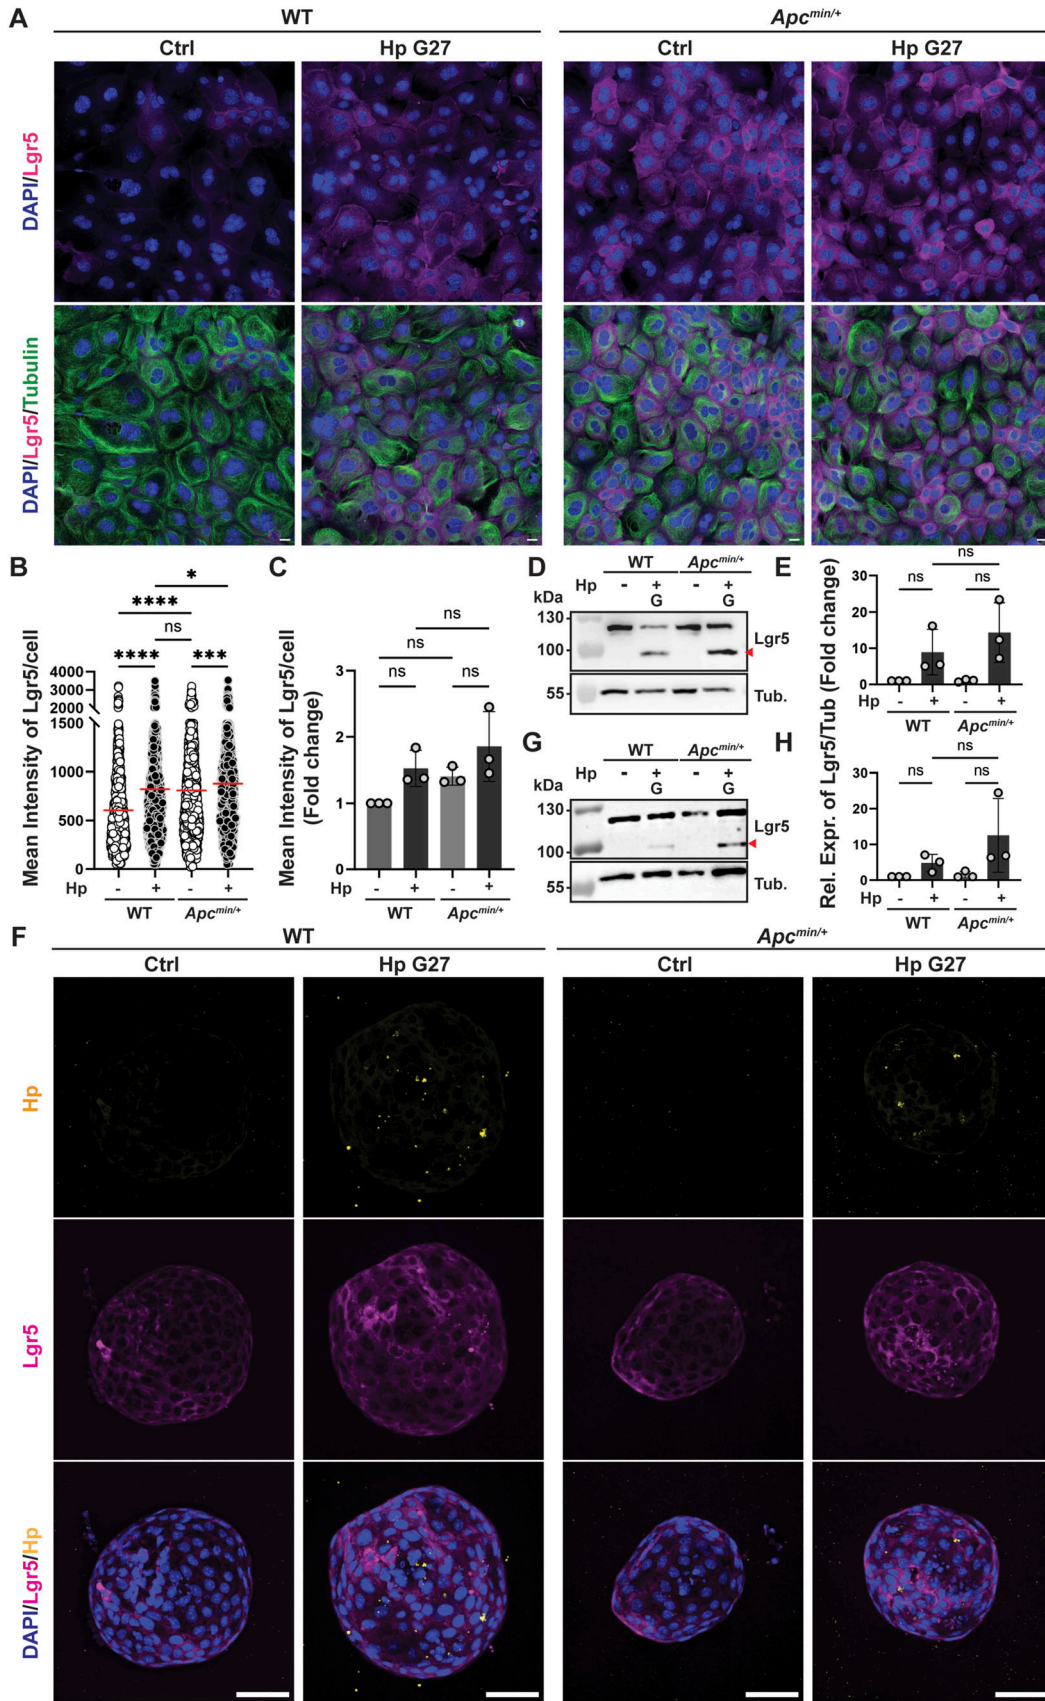 A
WT
Apcmin/+
Ctrl
Hp G27
Ctrl
Hp G27
DAPI/Lgr5
DAPI/Lgr5/Tubulin
B
Mean Intensity of Lgr5/cell
4000
3000
2000
1500
1000
500
0
****
****
ns
*
***
Hp
-
+
-
+
WT
Apcmin/+
C
Mean Intensity of Lgr5/cell
(Fold change)
3
2
1
0
ns
ns
ns
ns
Hp
-
+
-
+
WT
Apcmin/+
D
WT
Apcmin/+
Hp
-
+
-
+
G
G
kDa
130
100
55
Lgr5
Tub.
E
Rel. Expr. of Lgr5/Tub (Fold change)
30
20
10
0
ns
ns
ns
Hp
-
+
-
+
WT
Apcmin/+
G
WT
Apcmin/+
Hp
-
+
-
+
G
G
kDa
130
100
55
Lgr5
Tub.
H
30
20
10
0
ns
ns
ns
Hp
-
+
-
+
WT
Apcmin/+
F
WT
Apcmin/+
Ctrl
Hp G27
Ctrl
Hp G27
Hp
Lgr5
DAPI/Lgr5/Hp